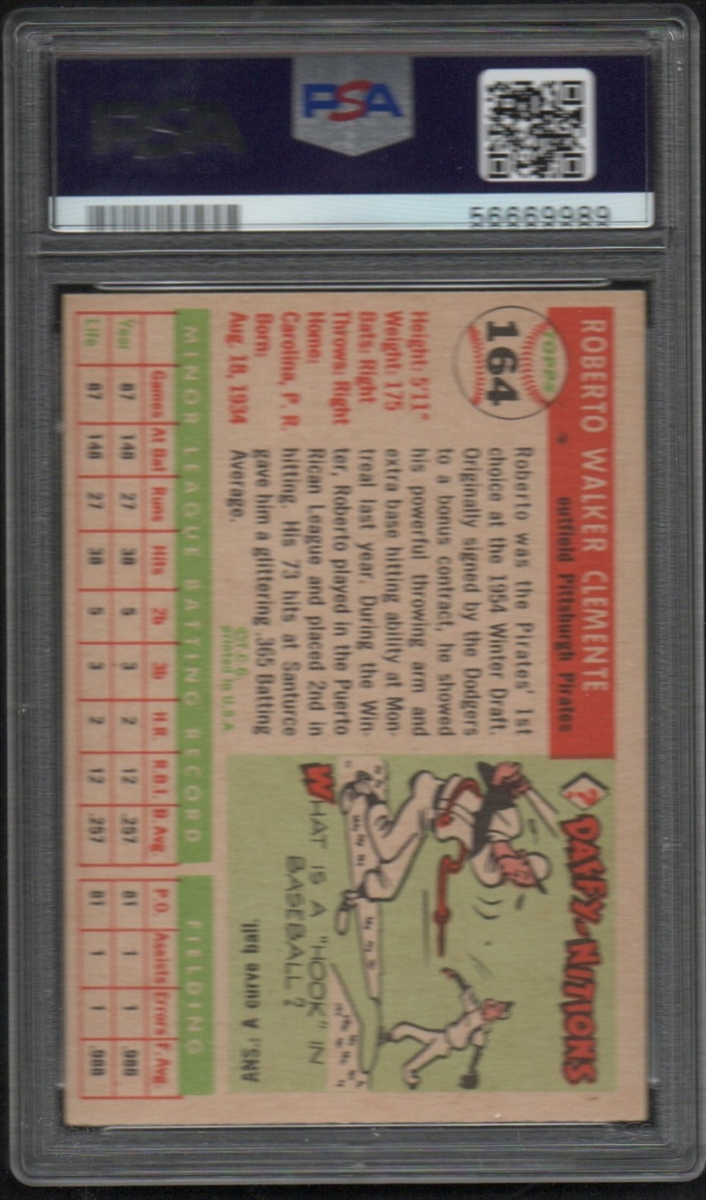 PSA
PSA
56669989
ROBERTO WALKER CLEMENTE
outfield Pittsburgh Pirates
TOPPS
164
Height: 5'11"
Weight: 175
Bats: Right
Throws: Right
Home:
Carolina, P. R.
Born:
Aug. 18, 1934
Roberto was the Pirates' 1st
choice at the 1954 Winter Draft.
Originally signed by the Dodgers
to a bonus contract, he showed
his powerful throwing arm and
extra base hitting ability at Mon-
treal last year. During the Win-
ter, Roberto played in the Puerto
Rican League and placed 2nd in
hitting. His 73 hits at Santurce
gave him a glittering .365 Batting
Average.
©T.C.G.
printed in U.S.A
? DAFFY-NITIONS
WHAT IS A "HOOK" IN
BASEBALL?
ANS.: A curve ball.
MINOR LEAGUE BATTING RECORD FIELDING
Games At Bat Runs Hits 2b 3b H.R. R.B.I. B.Avg. P.O. Assists Errors F.Avg.
Year 87 148 27 38 5 3 2 12 .257 81 1 1 .988
Life 87 148 27 38 5 3 2 12 .257 81 1 1 .988